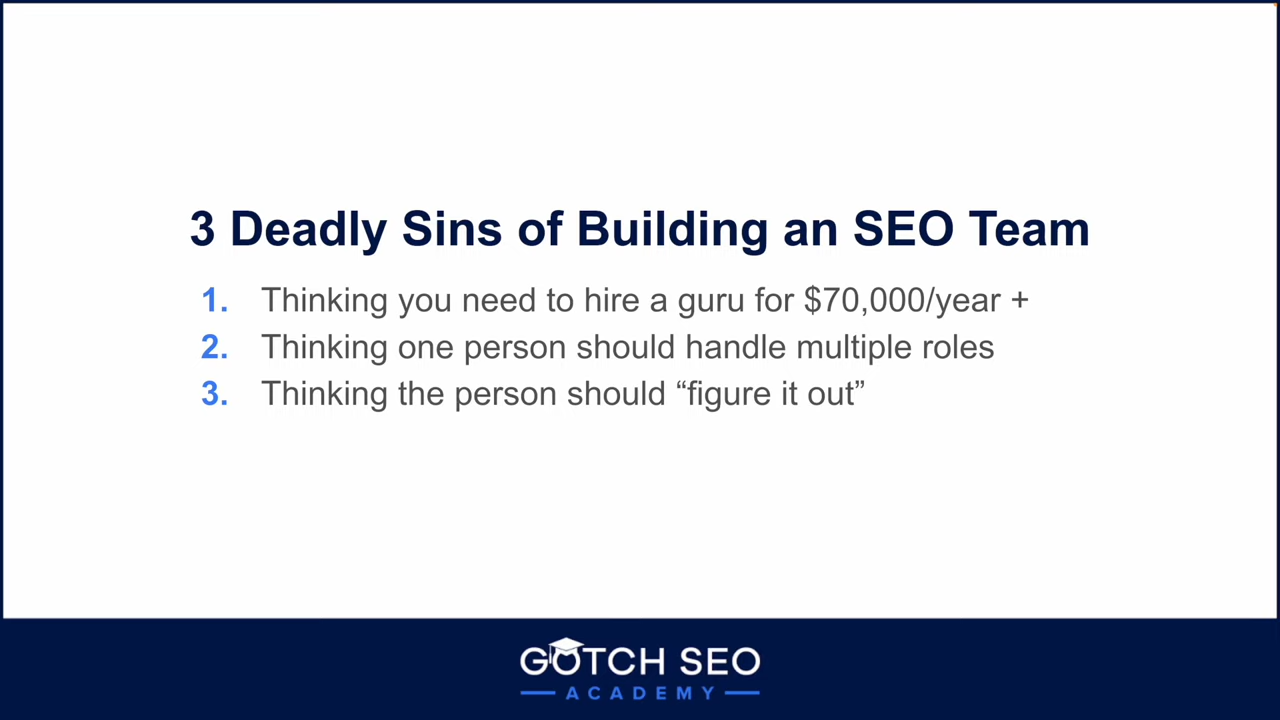 3 Deadly Sins of Building an SEO Team
1. Thinking you need to hire a guru for $70,000/year +
2. Thinking one person should handle multiple roles
3. Thinking the person should “figure it out”
GOTCH SEO
ACADEMY